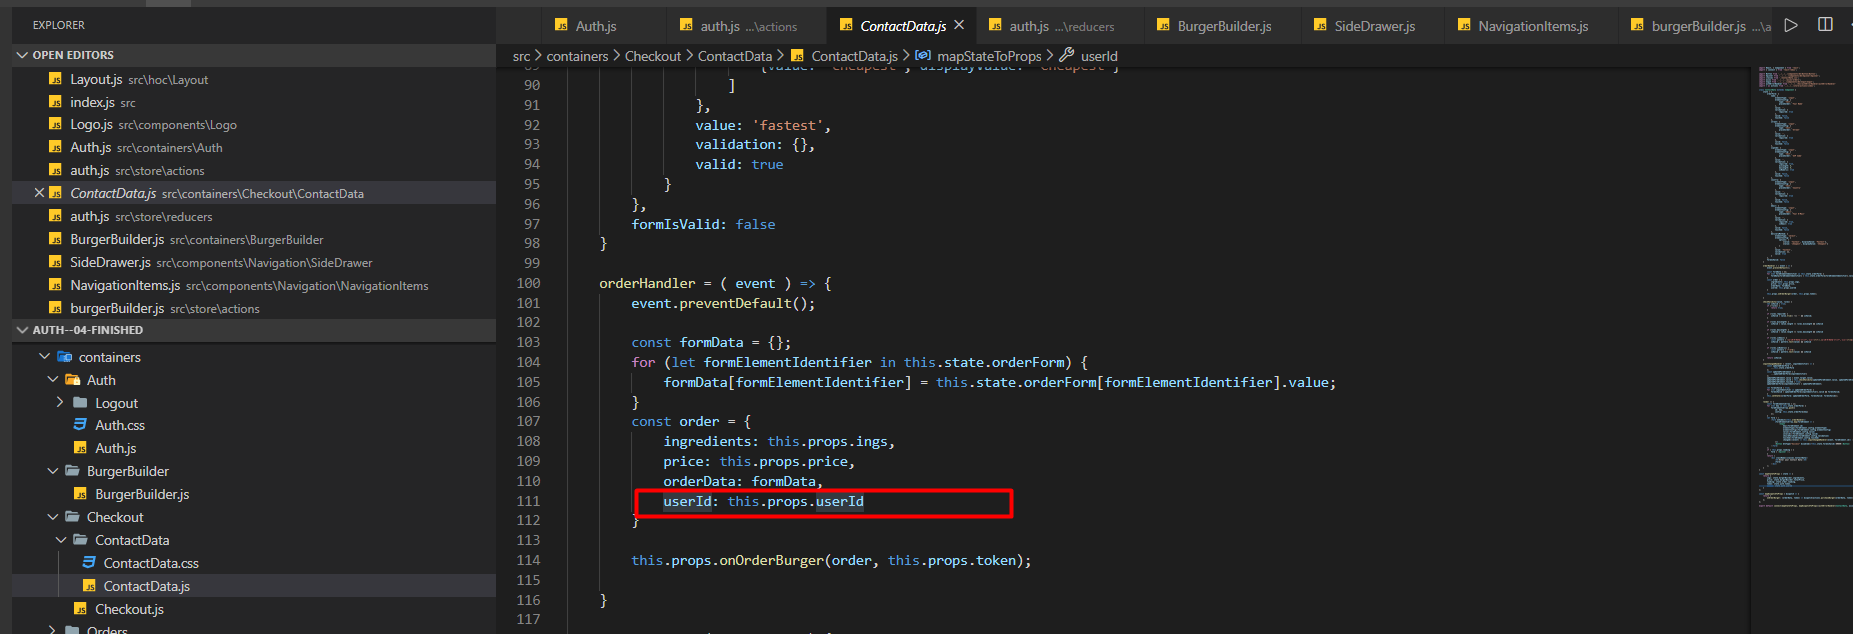 EXPLORER
OPEN EDITORS
Layout.js src\hoc\Layout
index.js src
Logo.js src\components\Logo
Auth.js src\containers\Auth
auth.js src\store\actions
ContactData.js src\containers\Checkout\ContactData
auth.js src\store\reducers
BurgerBuilder.js src\containers\BurgerBuilder
SideDrawer.js src\components\Navigation\SideDrawer
NavigationItems.js src\components\Navigation\NavigationItems
burgerBuilder.js src\store\actions
AUTH--04-FINISHED
containers
Auth
Logout
Auth.css
Auth.js
BurgerBuilder
BurgerBuilder.js
Checkout
ContactData
ContactData.css
ContactData.js
Checkout.js
Orders
Auth.js auth.js ...\actions ContactData.js auth.js ...\reducers BurgerBuilder.js SideDrawer.js NavigationItems.js burgerBuilder.js ...\a
src > containers > Checkout > ContactData > ContactData.js > mapStateToProps > userId
89 {value: 'cheapest', displayValue: 'Cheapest'}
90 ]
91 },
92 value: 'fastest',
93 validation: {},
94 valid: true
95 }
96 },
97 formIsValid: false
98 }
99
100 orderHandler = ( event ) => {
101 event.preventDefault();
102
103 const formData = {};
104 for (let formElementIdentifier in this.state.orderForm) {
105 formData[formElementIdentifier] = this.state.orderForm[formElementIdentifier].value;
106 }
107 const order = {
108 ingredients: this.props.ings,
109 price: this.props.price,
110 orderData: formData,
111 userId: this.props.userId
112 }
113
114 this.props.onOrderBurger(order, this.props.token);
115
116 }
117